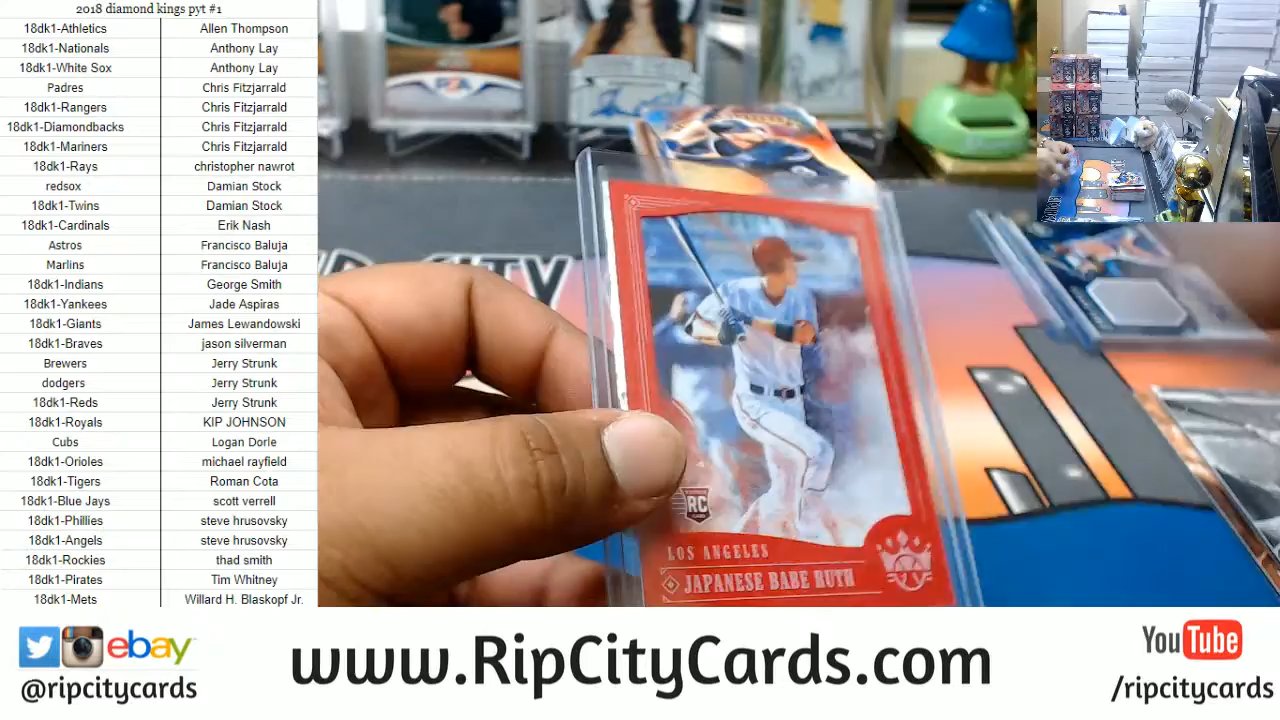 2018 diamond kings pyt #1
18dk1-Athletics Allen Thompson
18dk1-Nationals Anthony Lay
18dk1-White Sox Anthony Lay
Padres Chris Fitzjarrald
18dk1-Rangers Chris Fitzjarrald
18dk1-Diamondbacks Chris Fitzjarrald
18dk1-Mariners Chris Fitzjarrald
18dk1-Rays christopher nawrot
redsox Damian Stock
18dk1-Twins Damian Stock
18dk1-Cardinals Erik Nash
Astros Francisco Baluja
Marlins Francisco Baluja
18dk1-Indians George Smith
18dk1-Yankees Jade Aspiras
18dk1-Giants James Lewandowski
18dk1-Braves jason silverman
Brewers Jerry Strunk
dodgers Jerry Strunk
18dk1-Reds Jerry Strunk
18dk1-Royals KIP JOHNSON
Cubs Logan Dorle
18dk1-Orioles michael rayfield
18dk1-Tigers Roman Cota
18dk1-Blue Jays scott verrell
18dk1-Phillies steve hrusovsky
18dk1-Angels steve hrusovsky
18dk1-Rockies thad smith
18dk1-Pirates Tim Whitney
18dk1-Mets Willard H. Blaskopf Jr.
RC
LOS ANGELES
JAPANESE BABE RUTH
ebay
@ripcitycards
www.RipCityCards.com
YouTube
/ripcitycards